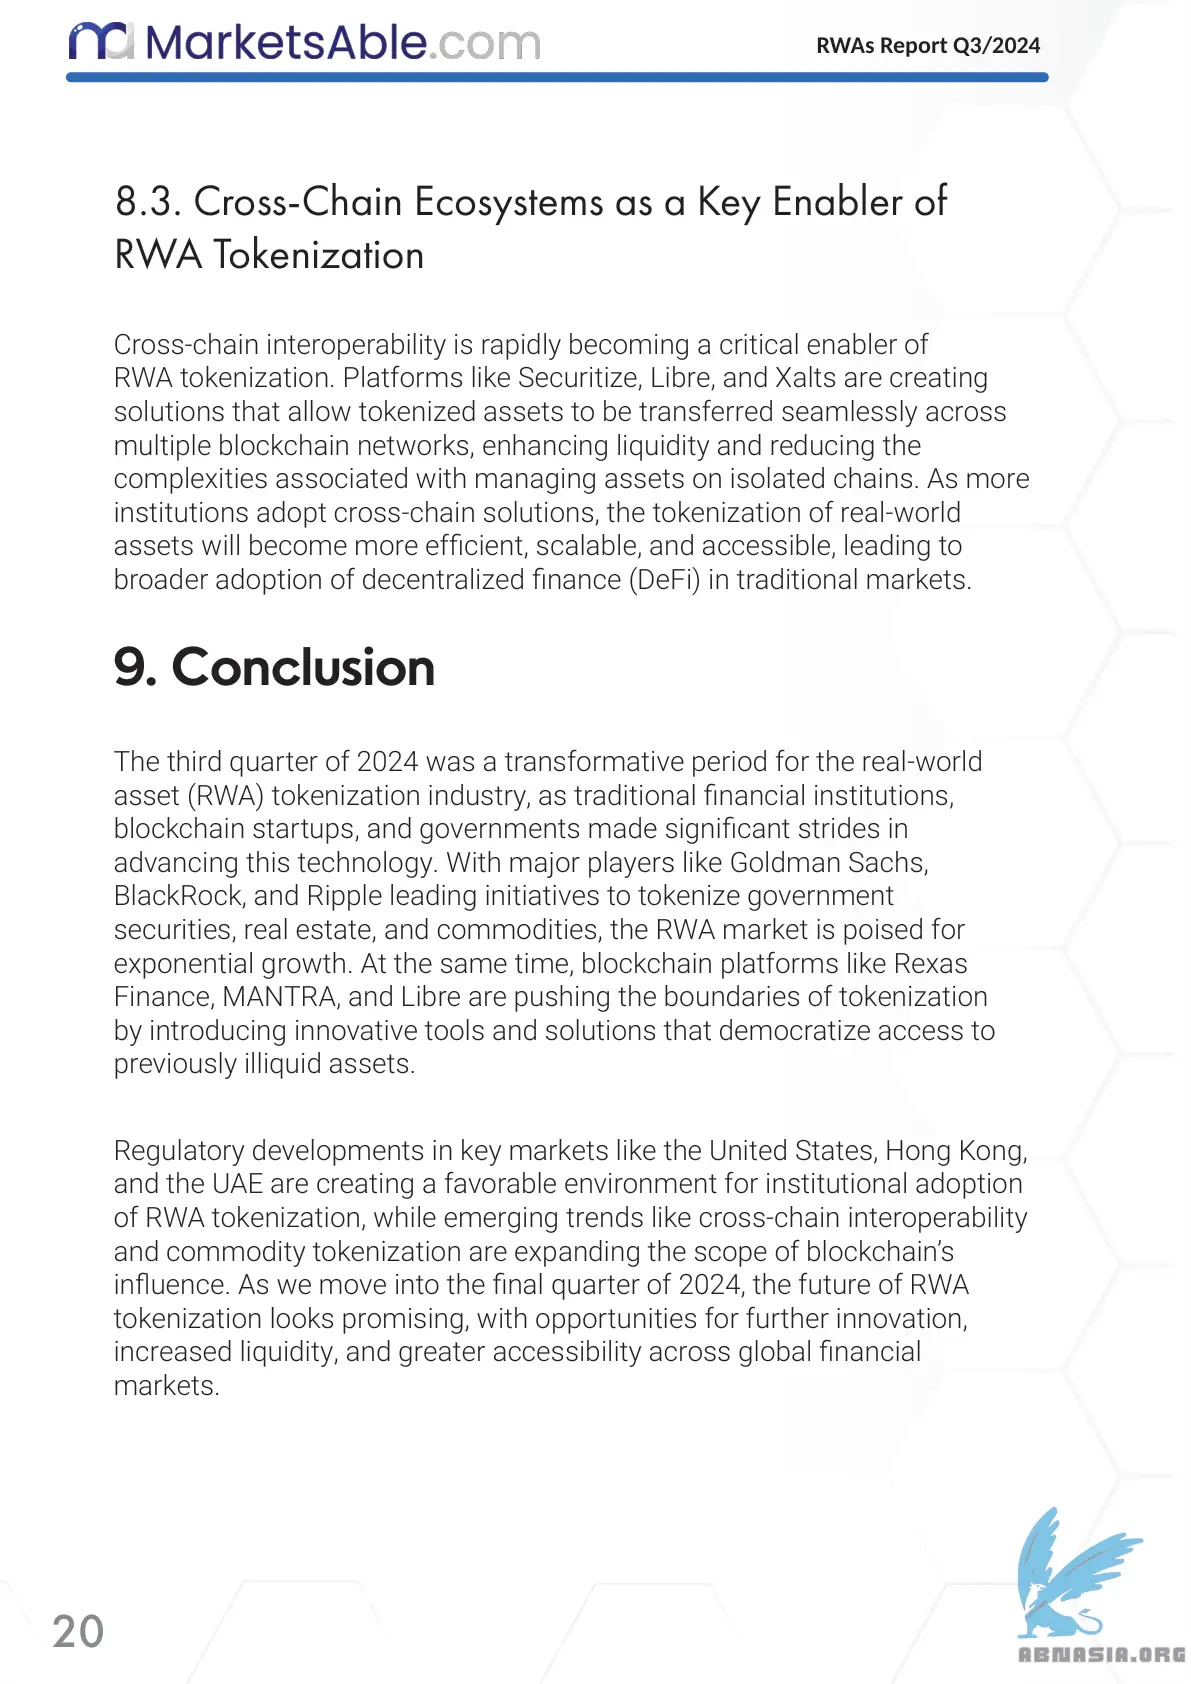 MarketsAble.com
RWAs Report Q3/2024
8.3. Cross-Chain Ecosystems as a Key Enabler of
RWA Tokenization
Cross-chain interoperability is rapidly becoming a critical enabler of
RWA tokenization. Platforms like Securitize, Libre, and Xalts are creating
solutions that allow tokenized assets to be transferred seamlessly across
multiple blockchain networks, enhancing liquidity and reducing the
complexities associated with managing assets on isolated chains. As more
institutions adopt cross-chain solutions, the tokenization of real-world
assets will become more efficient, scalable, and accessible, leading to
broader adoption of decentralized finance (DeFi) in traditional markets.
9. Conclusion
The third quarter of 2024 was a transformative period for the real-world
asset (RWA) tokenization industry, as traditional financial institutions,
blockchain startups, and governments made significant strides in
advancing this technology. With major players like Goldman Sachs,
BlackRock, and Ripple leading initiatives to tokenize government
securities, real estate, and commodities, the RWA market is poised for
exponential growth. At the same time, blockchain platforms like Rexas
Finance, MANTRA, and Libre are pushing the boundaries of tokenization
by introducing innovative tools and solutions that democratize access to
previously illiquid assets.
Regulatory developments in key markets like the United States, Hong Kong,
and the UAE are creating a favorable environment for institutional adoption
of RWA tokenization, while emerging trends like cross-chain interoperability
and commodity tokenization are expanding the scope of blockchain’s
influence. As we move into the final quarter of 2024, the future of RWA
tokenization looks promising, with opportunities for further innovation,
increased liquidity, and greater accessibility across global financial
markets.
20
ABNASIA.ORG